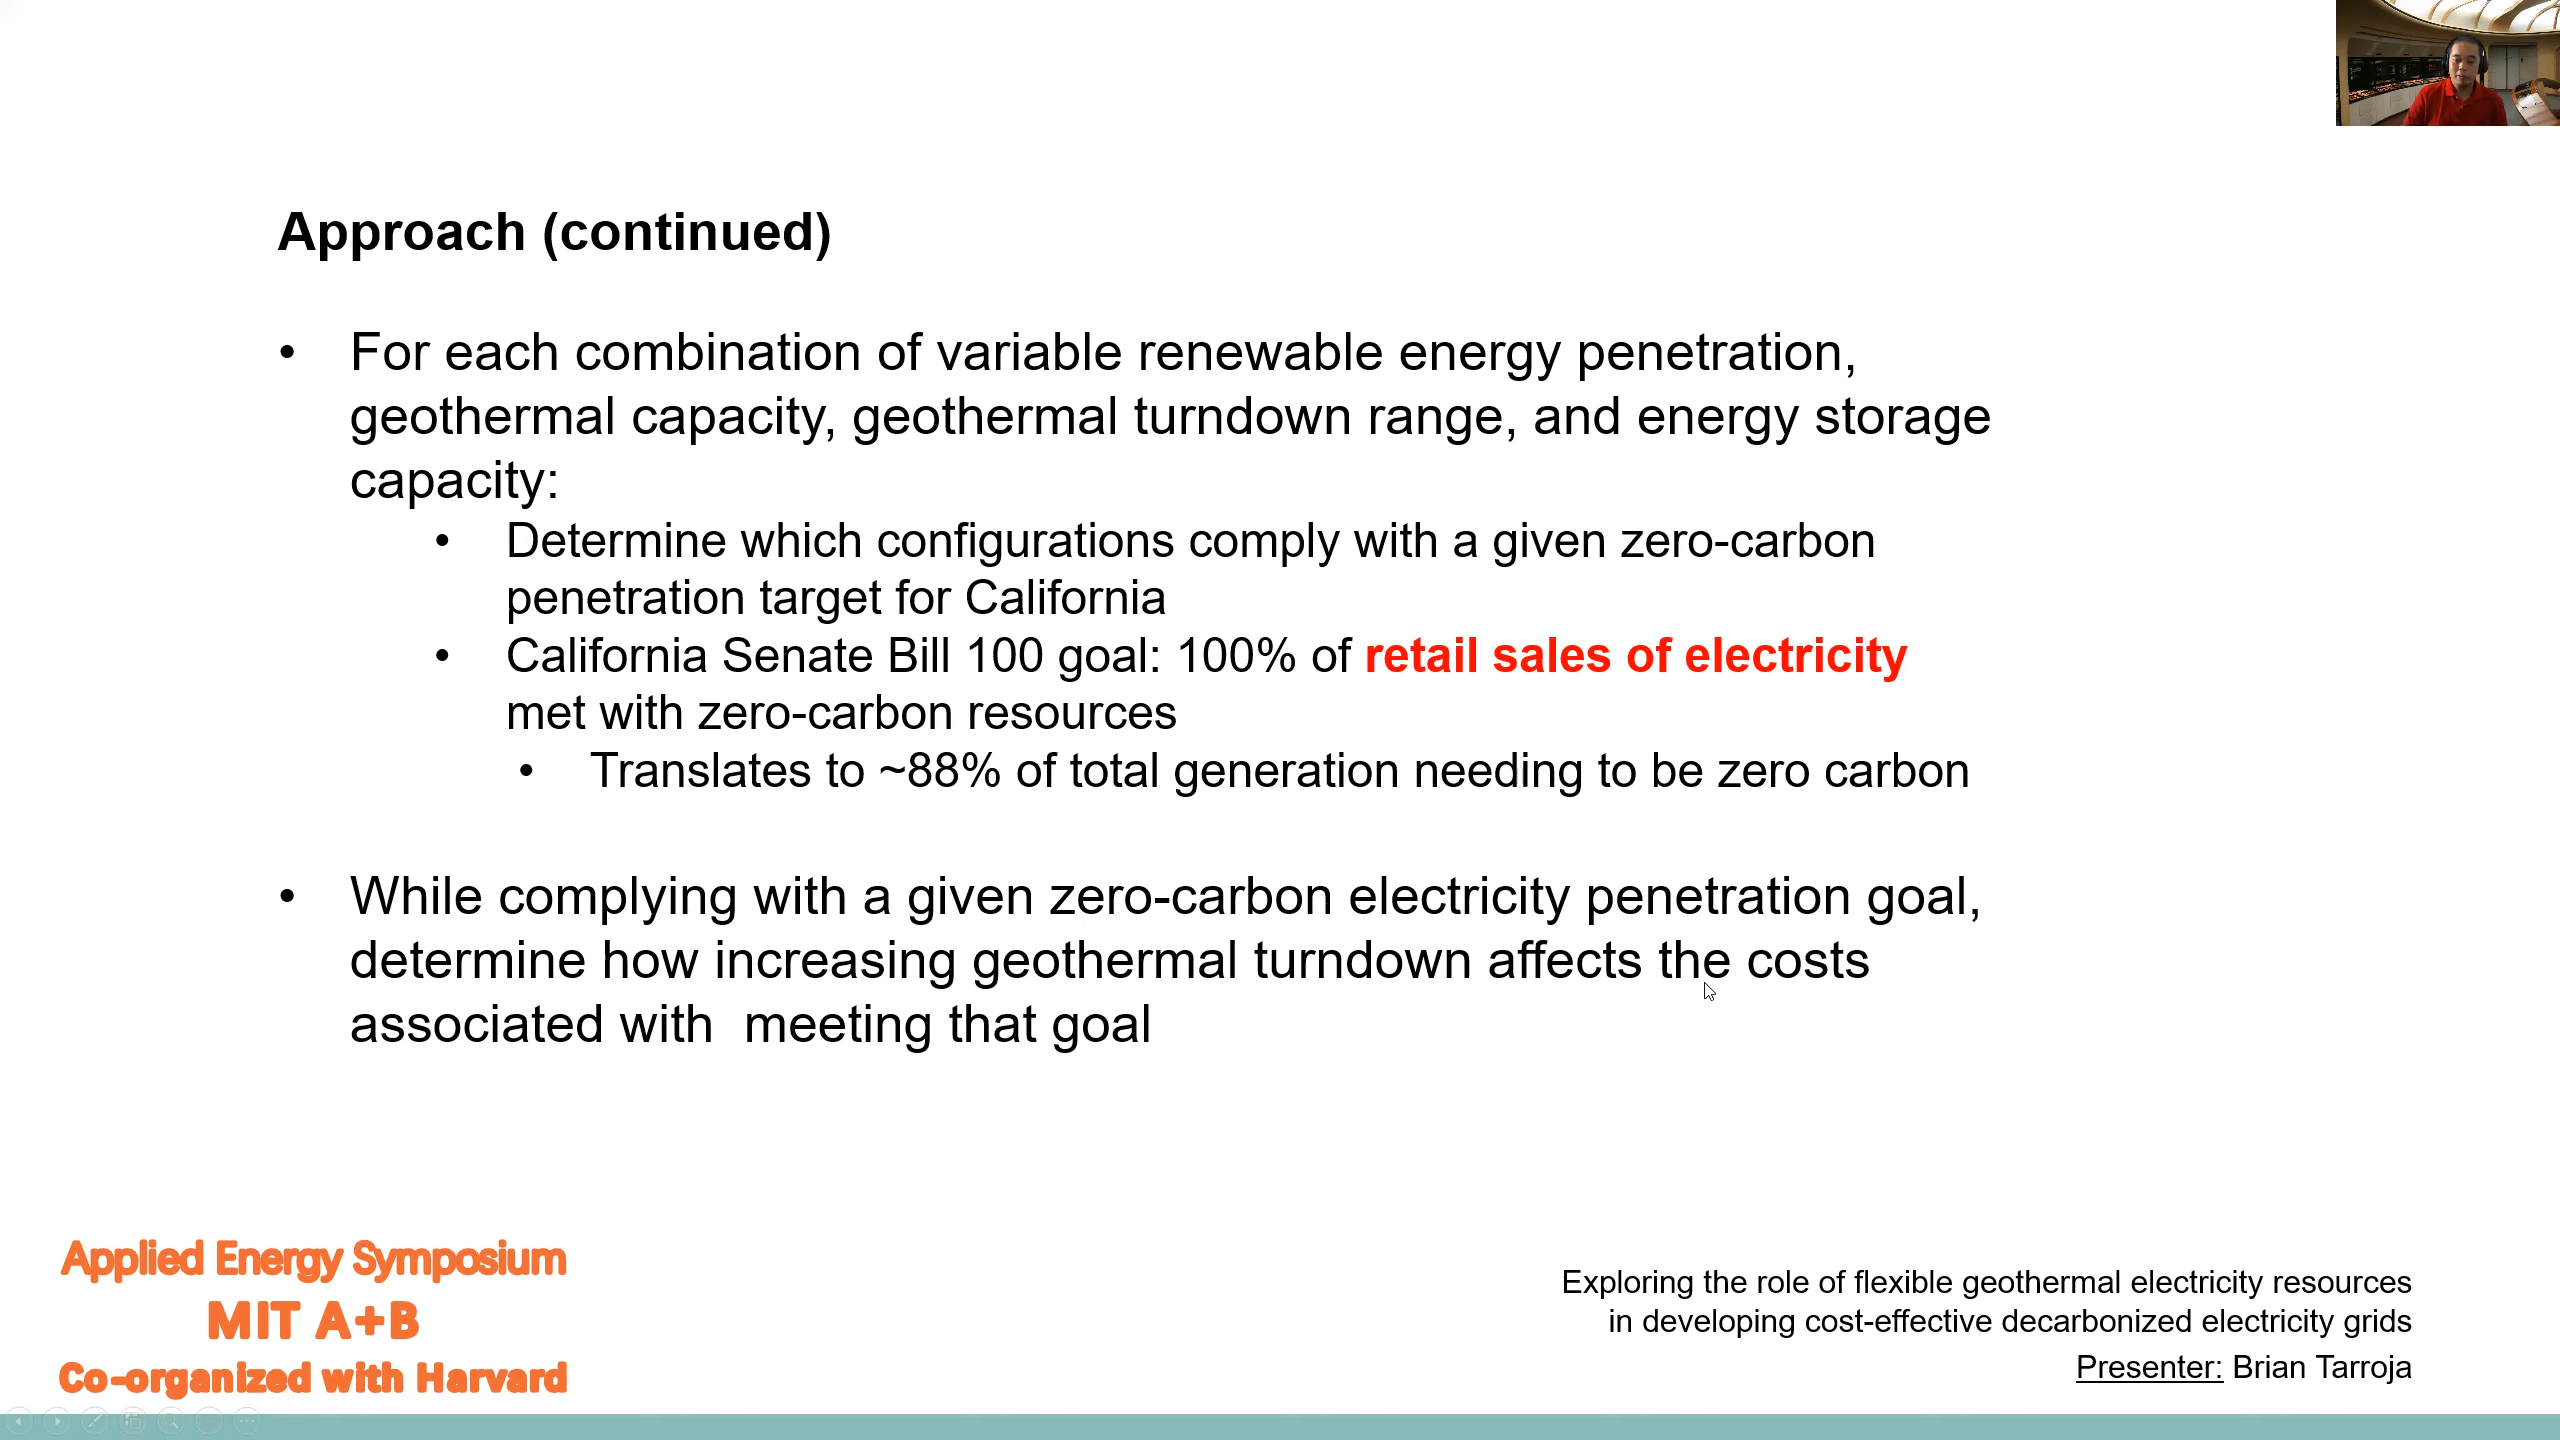 Approach (continued)
• For each combination of variable renewable energy penetration,
geothermal capacity, geothermal turndown range, and energy storage
capacity:
• Determine which configurations comply with a given zero-carbon
penetration target for California
• California Senate Bill 100 goal: 100% of retail sales of electricity
met with zero-carbon resources
• Translates to ~88% of total generation needing to be zero carbon
• While complying with a given zero-carbon electricity penetration goal,
determine how increasing geothermal turndown affects the costs
associated with  meeting that goal
Applied Energy Symposium
MIT A+B
Co-organized with Harvard
Exploring the role of flexible geothermal electricity resources
in developing cost-effective decarbonized electricity grids
Presenter: Brian Tarroja